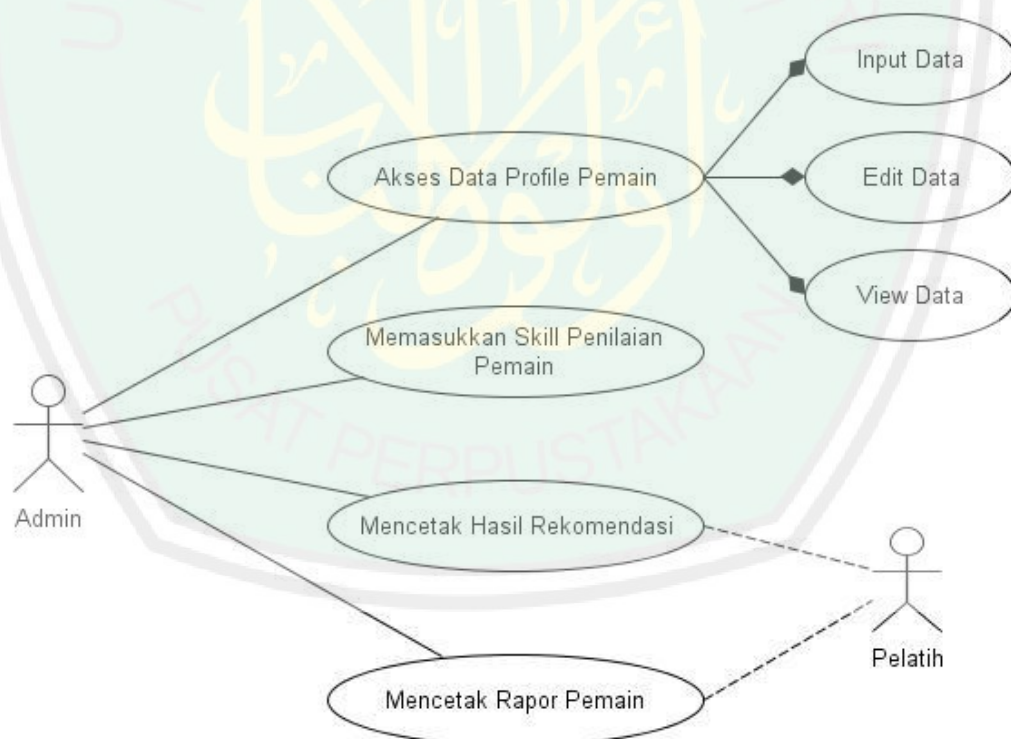 Input Data
Akses Data Profile Pemain
Edit Data
View Data
Memasukkan Skill Penilaian
Pemain
Admin
Mencetak Hasil Rekomendasi
Pelatih
Mencetak Rapor Pemain
PUSAT PERPUSTAKAAN